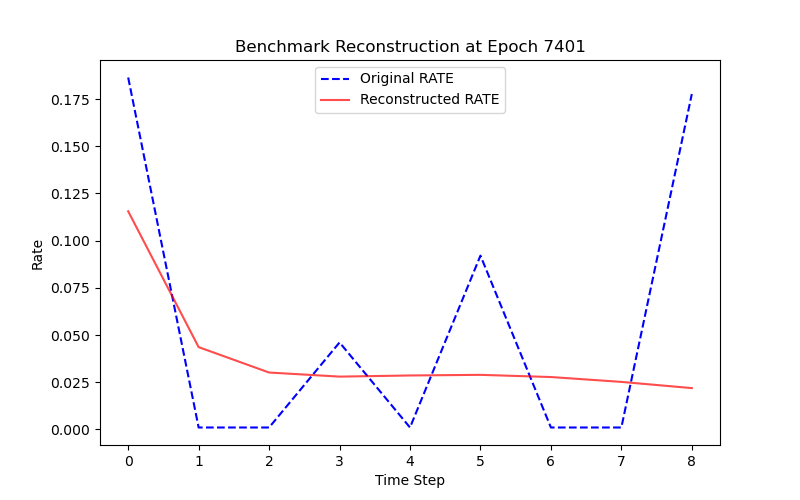 Benchmark Reconstruction at Epoch 7401
Original RATE
Reconstructed RATE
0.175
0.150
0.125
0.100
0.075
0.050
0.025
0.000
Rate
0 1 2 3 4 5 6 7 8
Time Step